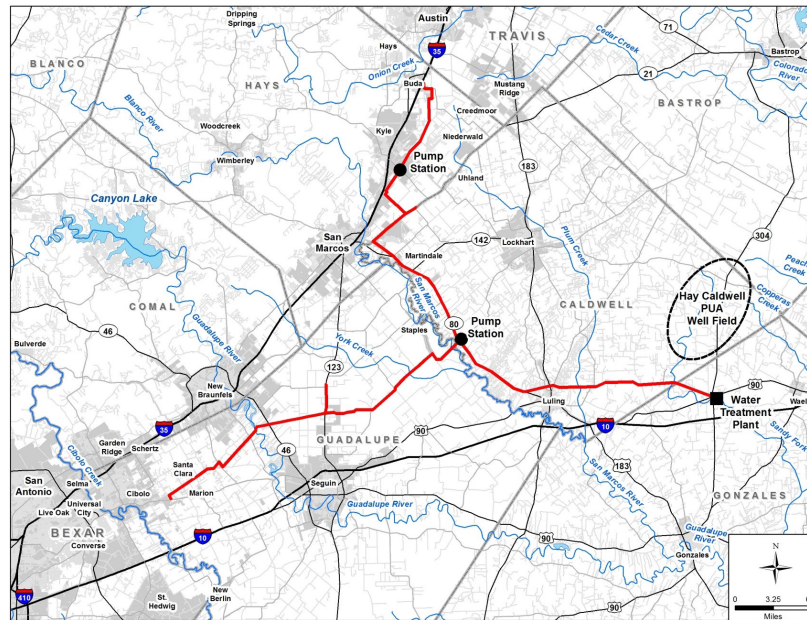 Dripping
Springs
Austin
TRAVIS
71
Cedar Creek
Bastrop
Hays
35
Onion Creek
Colorado
River
BLANCO
Buda
Mustang
Ridge
21
HAYS
BASTROP
Creedmoor
Blanco River
Woodcreek
Kyle
Niederwald
Wimberley
Pump
Station
183
Uhland
Canyon Lake
Plum Creek
304
San
Marcos
142
Lockhart
Martindale
Peach
Creek
Copperas
Creek
Hay Caldwell
PUA
Well Field
San Marcos
River
COMAL
CALDWELL
Guadalupe River
46
Staples
80
Pump
Station
Bulverde
York Creek
123
New
Braunfels
90
Luling
Water
Treatment
Plant
Garden
Ridge
35
Schertz
GUADALUPE
90
10
Cibolo Creek
Santa
Clara
46
Sandy Fork
San
Antonio
Selma
Cibolo
Marion
Seguin
San Marcos River
183
Live Oak
Universal
City
Guadalupe River
GONZALES
BEXAR
Converse
10
90
Guadalupe
River
Gonzales
N
St.
Hedwig
New
Berlin
410
90
90
0
3.25
Miles